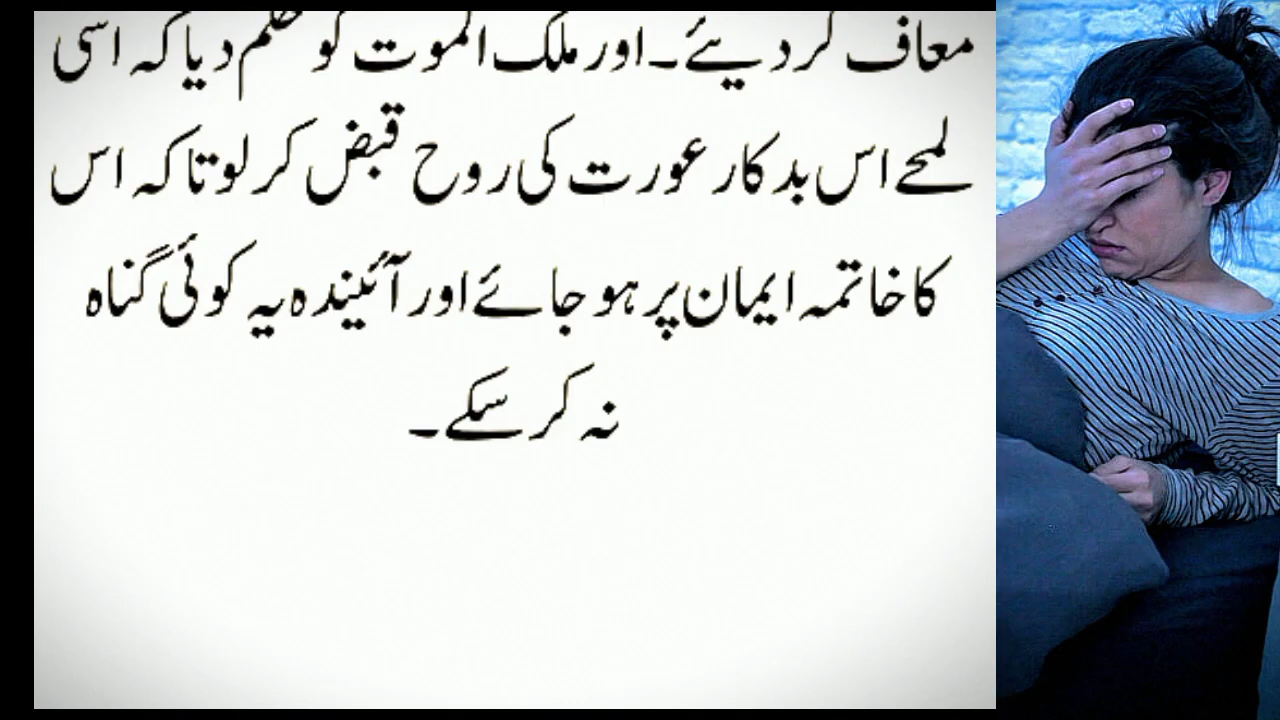 معاف کر دیئے۔ اور ملک الموت کو حکم دیا کہ اسی
لمحے اس بدکار عورت کی روح قبض کر لو تا کہ اس
کا خاتمہ ایمان پر ہو جائے اور آئیندہ یہ کوئی گناہ
نہ کر سکے۔